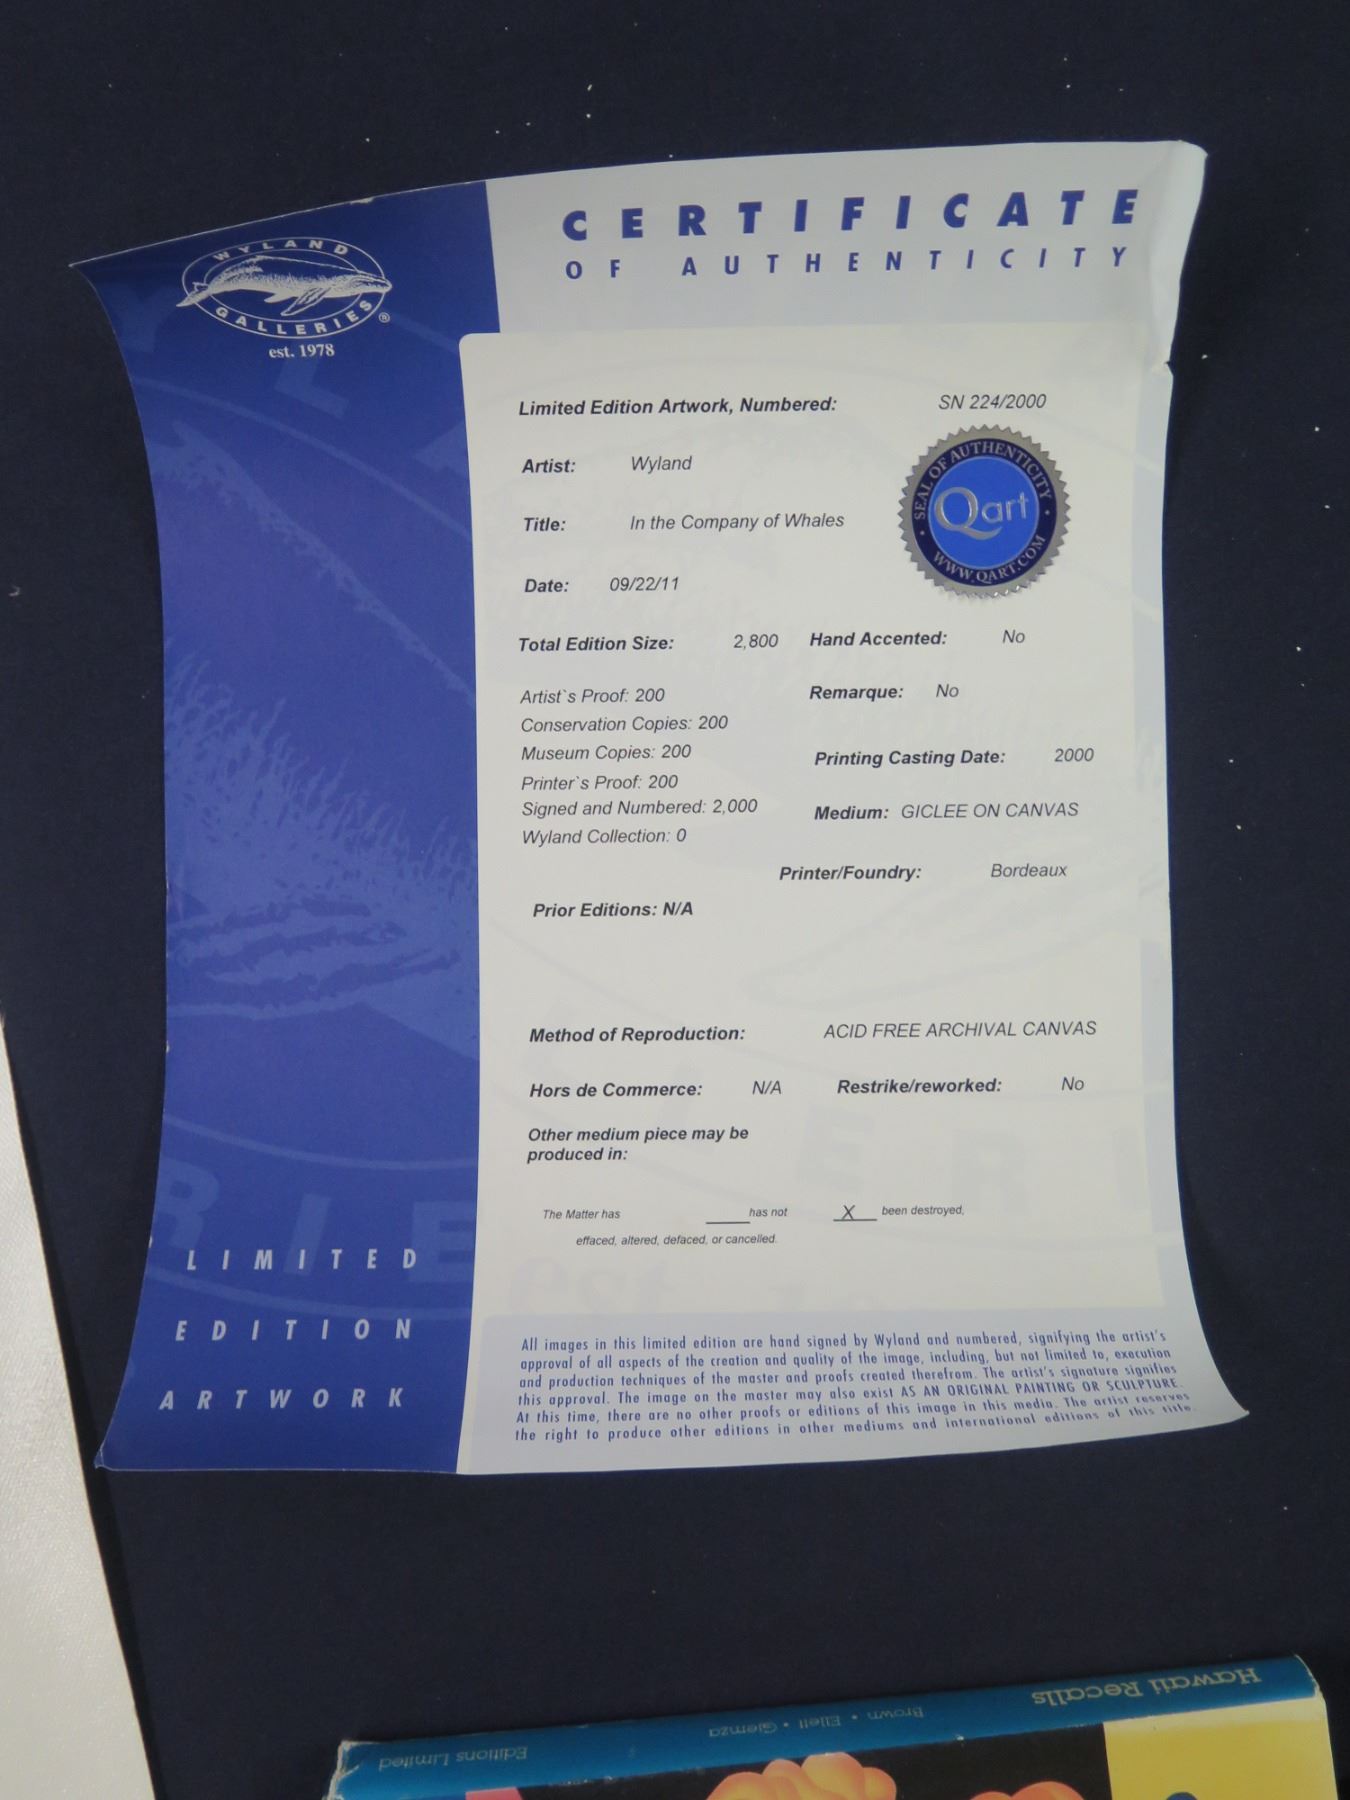 WYLAND
GALLERIES ®
est. 1978
CERTIFICATE
OF AUTHENTICITY
Limited Edition Artwork, Numbered: SN 224/2000
Artist: Wyland
SEAL OF AUTHENTICITY
Qart
WWW.QART.COM
Title: In the Company of Whales
Date: 09/22/11
Total Edition Size: 2,800 Hand Accented: No
Artist`s Proof: 200 Remarque: No
Conservation Copies: 200
Museum Copies: 200 Printing Casting Date: 2000
Printer`s Proof: 200
Signed and Numbered: 2,000 Medium: GICLEE ON CANVAS
Wyland Collection: 0
Printer/Foundry: Bordeaux
Prior Editions: N/A
Method of Reproduction: ACID FREE ARCHIVAL CANVAS
Hors de Commerce: N/A Restrike/reworked: No
Other medium piece may be
produced in:
The Matter has ____has not _X_ been destroyed,
effaced, altered, defaced, or cancelled.
LIMITED
EDITION
ARTWORK
All images in this limited edition are hand signed by Wyland and numbered, signifying the artist's
approval of all aspects of the creation and quality of the image, including, but not limited to, execution
and production techniques of the master and proofs created therefrom. The artist's signature signifies
this approval. The image on the master may also exist AS AN ORIGINAL PAINTING OR SCULPTURE.
At this time, there are no other proofs or editions of this image in this media. The artist reserves
the right to produce other editions in other mediums and international editions of this title.
Hawaii Recalls
Brown • Ellett • Giemza
Editions Limited